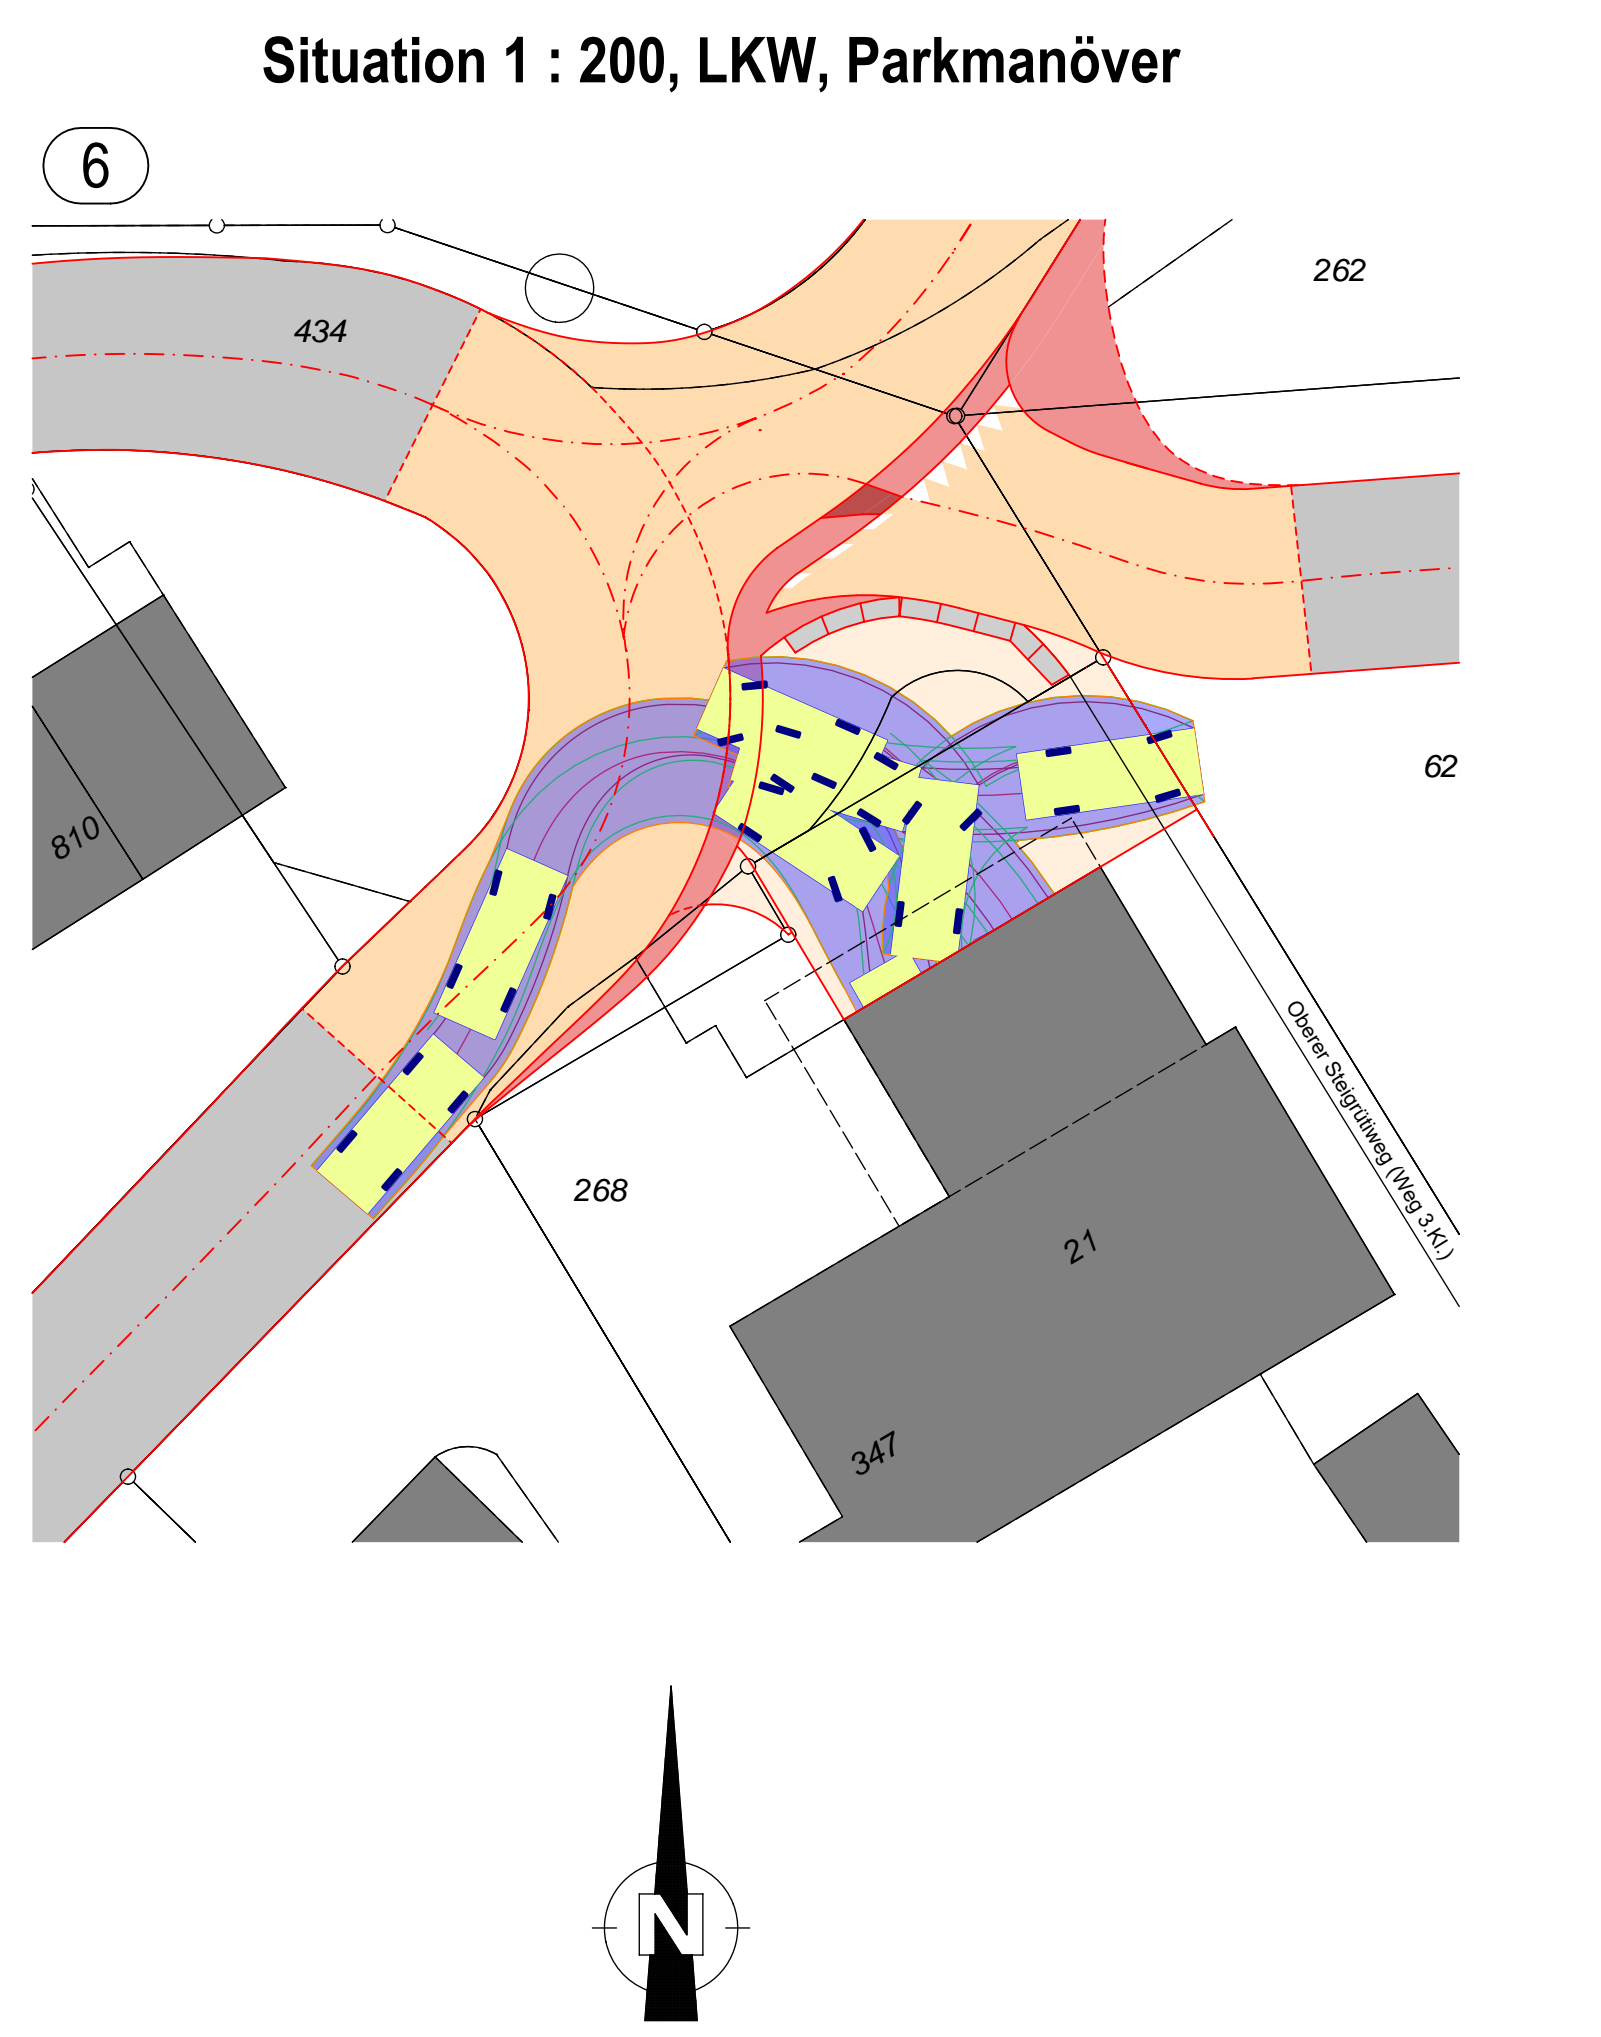 Situation 1 : 200, LKW, Parkmanöver
6
262
434
62
810
Oberer Steigrütiweg (Weg 3.Kl.)
268
21
347
N